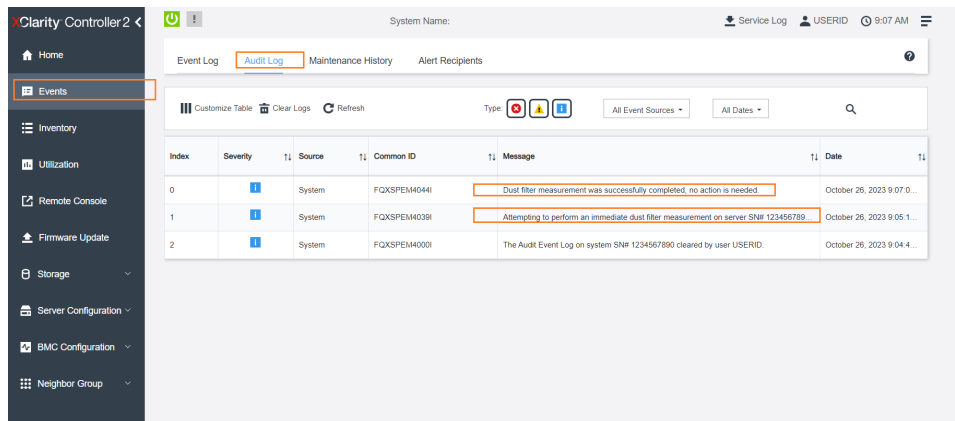 XClarity Controller 2
System Name:
Service Log
USERID
9:07 AM
Home
Events
Inventory
Utilization
Remote Console
Firmware Update
Storage
Server Configuration
BMC Configuration
Neighbor Group
Event Log
Audit Log
Maintenance History
Alert Recipients
Customize Table
Clear Logs
Refresh
Type:
All Event Sources
All Dates
Index
Severity
Source
Common ID
Message
Date
0
System
FQXSPEM4044I
Dust filter measurement was successfully completed, no action is needed.
October 26, 2023 9:07:0...
1
System
FQXSPEM4039I
Attempting to perform an immediate dust filter measurement on server SN# 123456789...
October 26, 2023 9:05:1...
2
System
FQXSPEM4000I
The Audit Event Log on system SN# 1234567890 cleared by user USERID.
October 26, 2023 9:04:4...